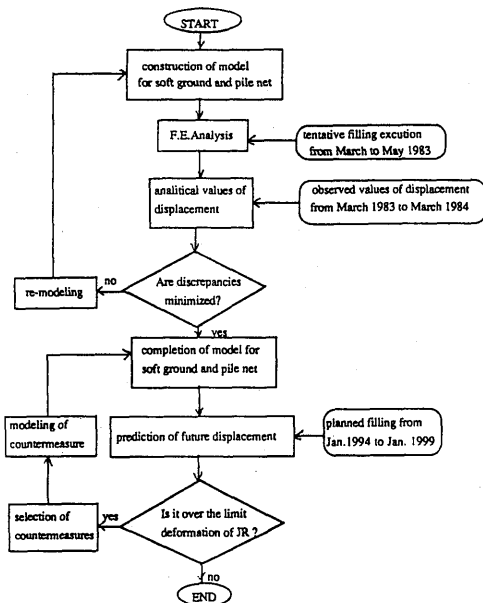 START
construction of model
for soft ground and pile net
F.E.Analysis
tentative filling excution
from March to May 1983
analitical values of
displacement
observed values of displacement
from March 1983 to March 1984
Are discrepancies
minimized?
no
re-modeling
yes
completion of model for
soft ground and pile net
modeling of
countermeasure
prediction of future displacement
planned filling from
Jan.1994 to Jan. 1999
Is it over the limit
deformation of JR ?
yes
selection of
countermeasures
no
END